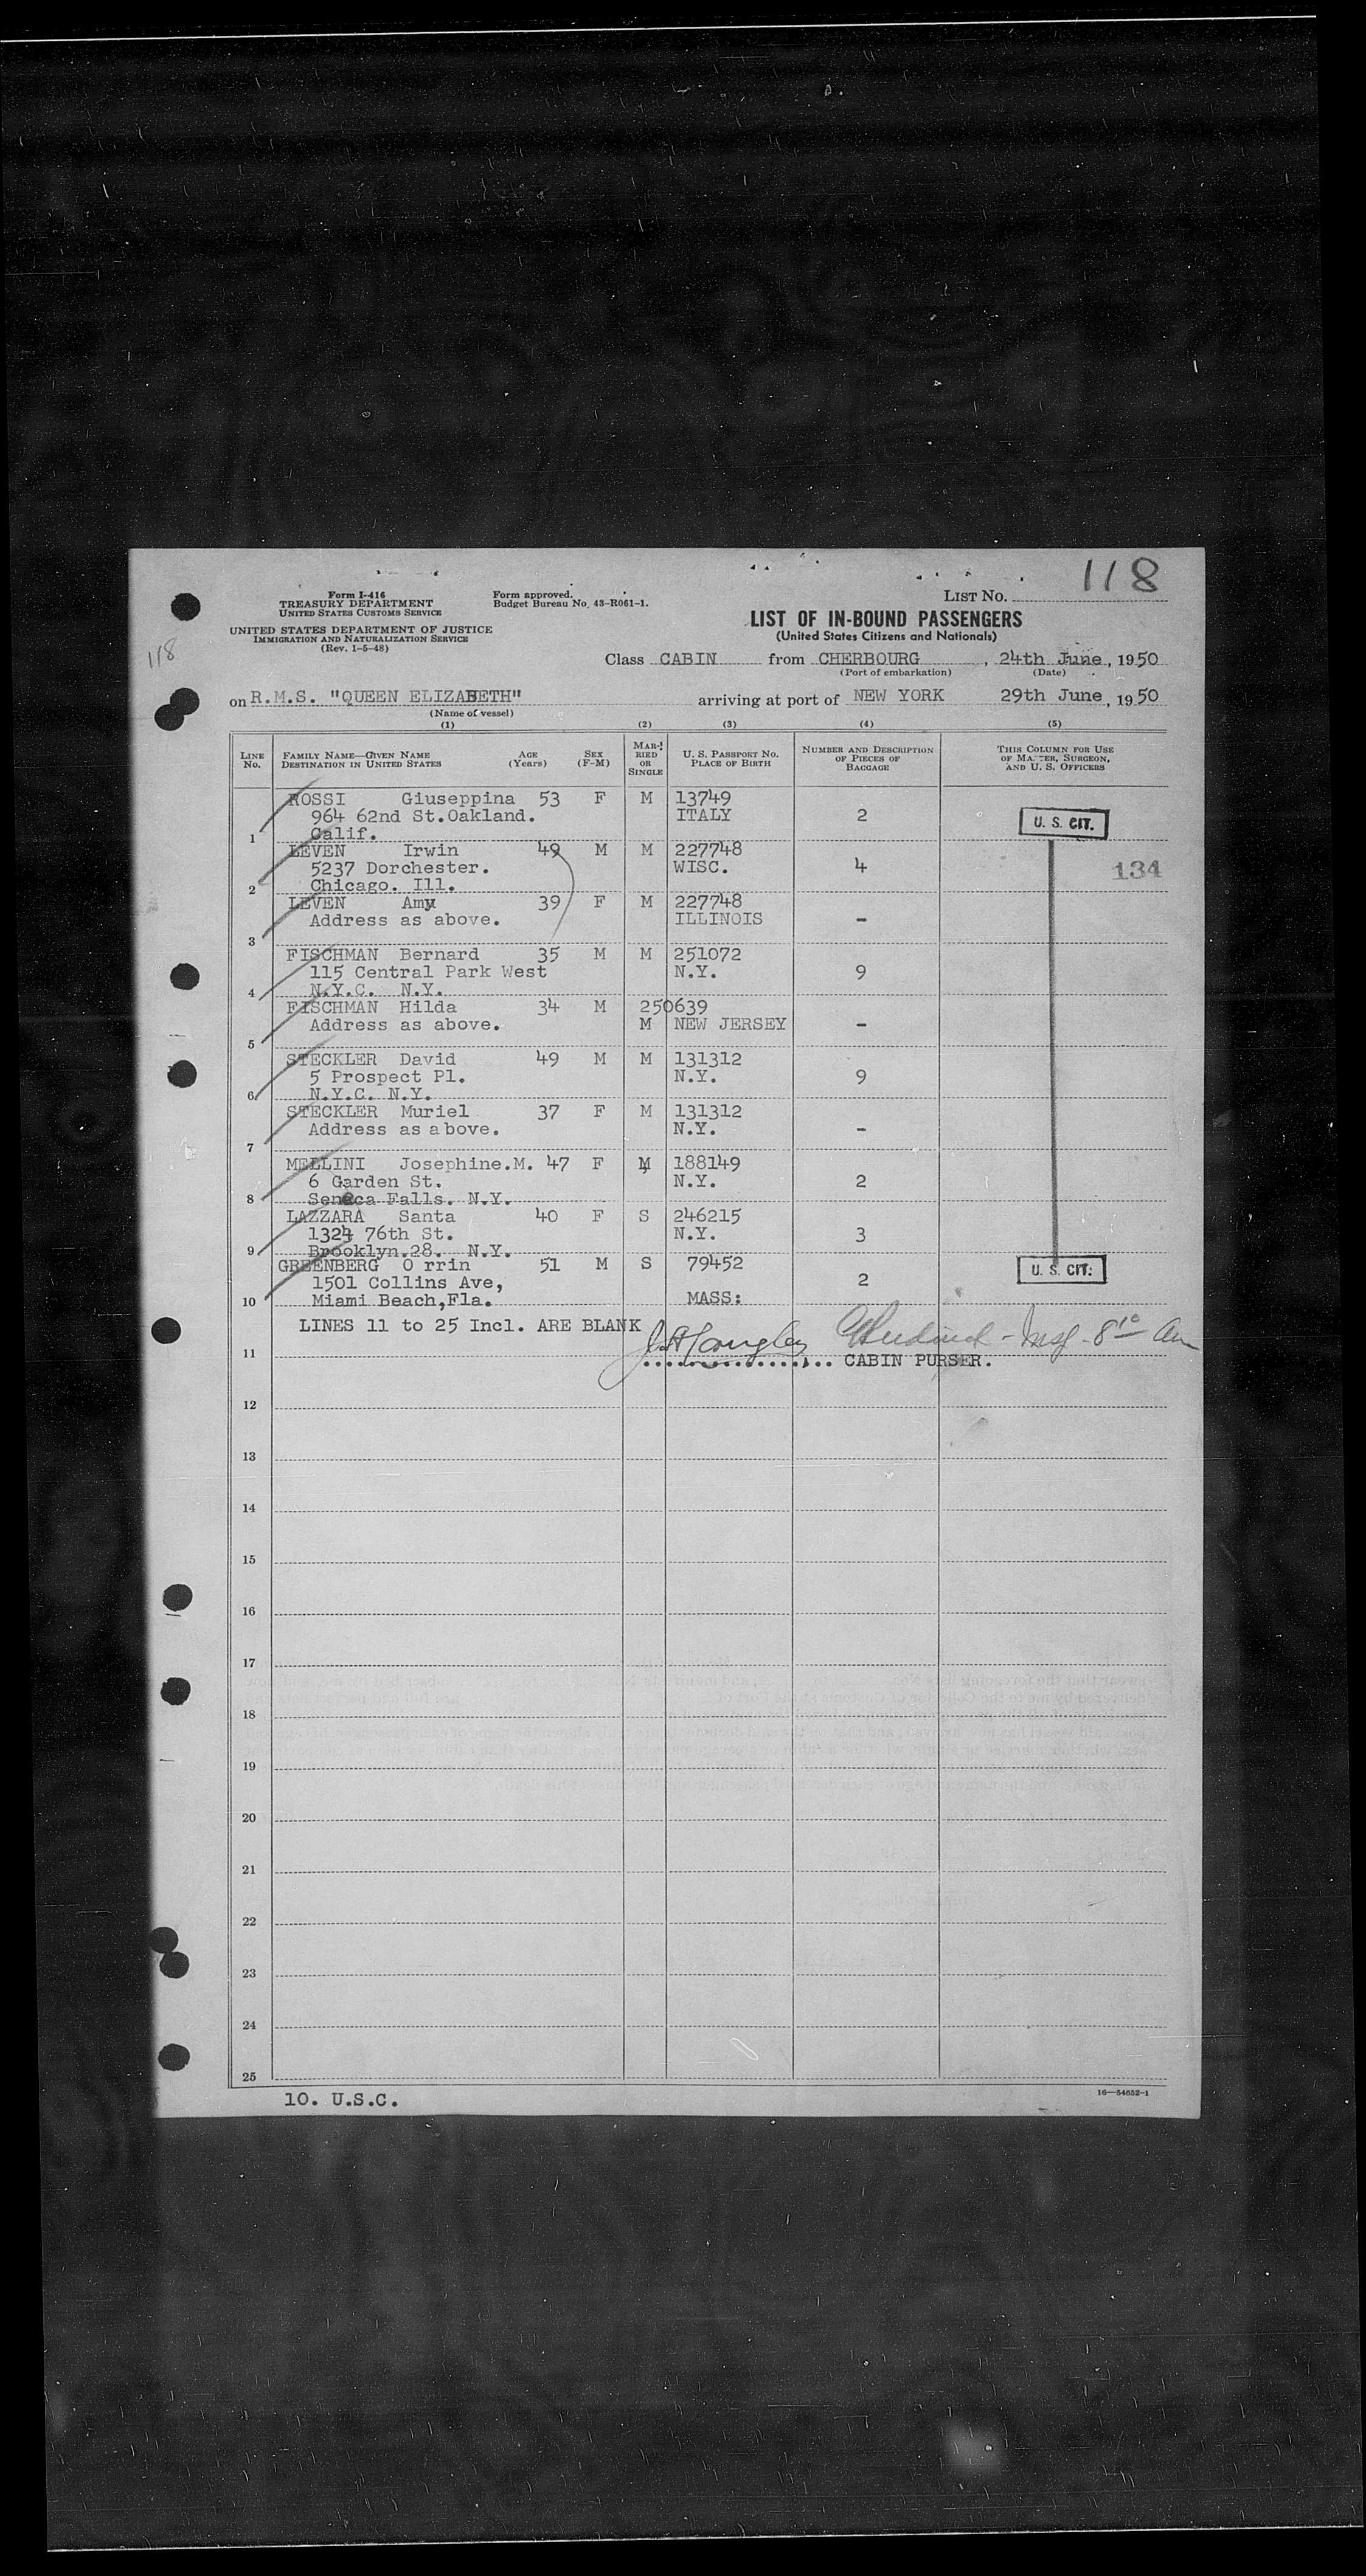 118
Form I-416
TREASURY DEPARTMENT
UNITED STATES CUSTOMS SERVICE
Form approved.
Budget Bureau No. 43-R061-1.
LIST No.
UNITED STATES DEPARTMENT OF JUSTICE
IMMIGRATION AND NATURALIZATION SERVICE
(Rev. 1-5-48)
118
LIST OF IN-BOUND PASSENGERS
(United States Citizens and Nationals)
Class CABIN from CHERBOURG, 24th June, 1950
(Port of embarkation) (Date)
on R.M.S. "QUEEN ELIZABETH" arriving at port of NEW YORK 29th June, 1950
(Name of vessel)
(1) (2) (3) (4) (5)
LINE No. FAMILY NAME—GIVEN NAME DESTINATION IN UNITED STATES AGE (Years) SEX (F-M) MARRIED OR SINGLE U. S. PASSPORT No. PLACE OF BIRTH NUMBER AND DESCRIPTION OF PIECES OF BAGGAGE THIS COLUMN FOR USE OF MASTER, SURGEON, AND U. S. OFFICERS
ROSSI Giuseppina 53 F M 13749
964 62nd St.Oakland. ITALY 2 U. S. CIT.
1 Calif.
LEVEN Irwin 49 M M 227748
5237 Dorchester. WISC. 4 134
2 Chicago. Ill.
LEVEN Amy 39 F M 227748
Address as above. ILLINOIS -
3
FISCHMAN Bernard 35 M M 251072
115 Central Park West N.Y. 9
4 N.Y.C. N.Y.
FISCHMAN Hilda 34 M 250639
Address as above. M NEW JERSEY -
5
STECKLER David 49 M M 131312
5 Prospect Pl. N.Y. 9
6 N.Y.C. N.Y.
STECKLER Muriel 37 F M 131312
Address as above. N.Y. -
7
MELLINI Josephine.M. 47 F M 188149
6 Garden St. N.Y. 2
8 Seneca Falls. N.Y.
LAZZARA Santa 40 F S 246215
1324 76th St. N.Y. 3
9 Brooklyn.28. N.Y.
GREENBERG O rrin 51 M S 79452 U. S. CIT.
1501 Collins Ave, 2
10 Miami Beach,Fla. MASS:
LINES 11 to 25 Incl. ARE BLANK
11 CABIN PURSER.
12
13
14
15
16
17
18
19
20
21
22
23
24
25
10. U.S.C.
16—54652-1